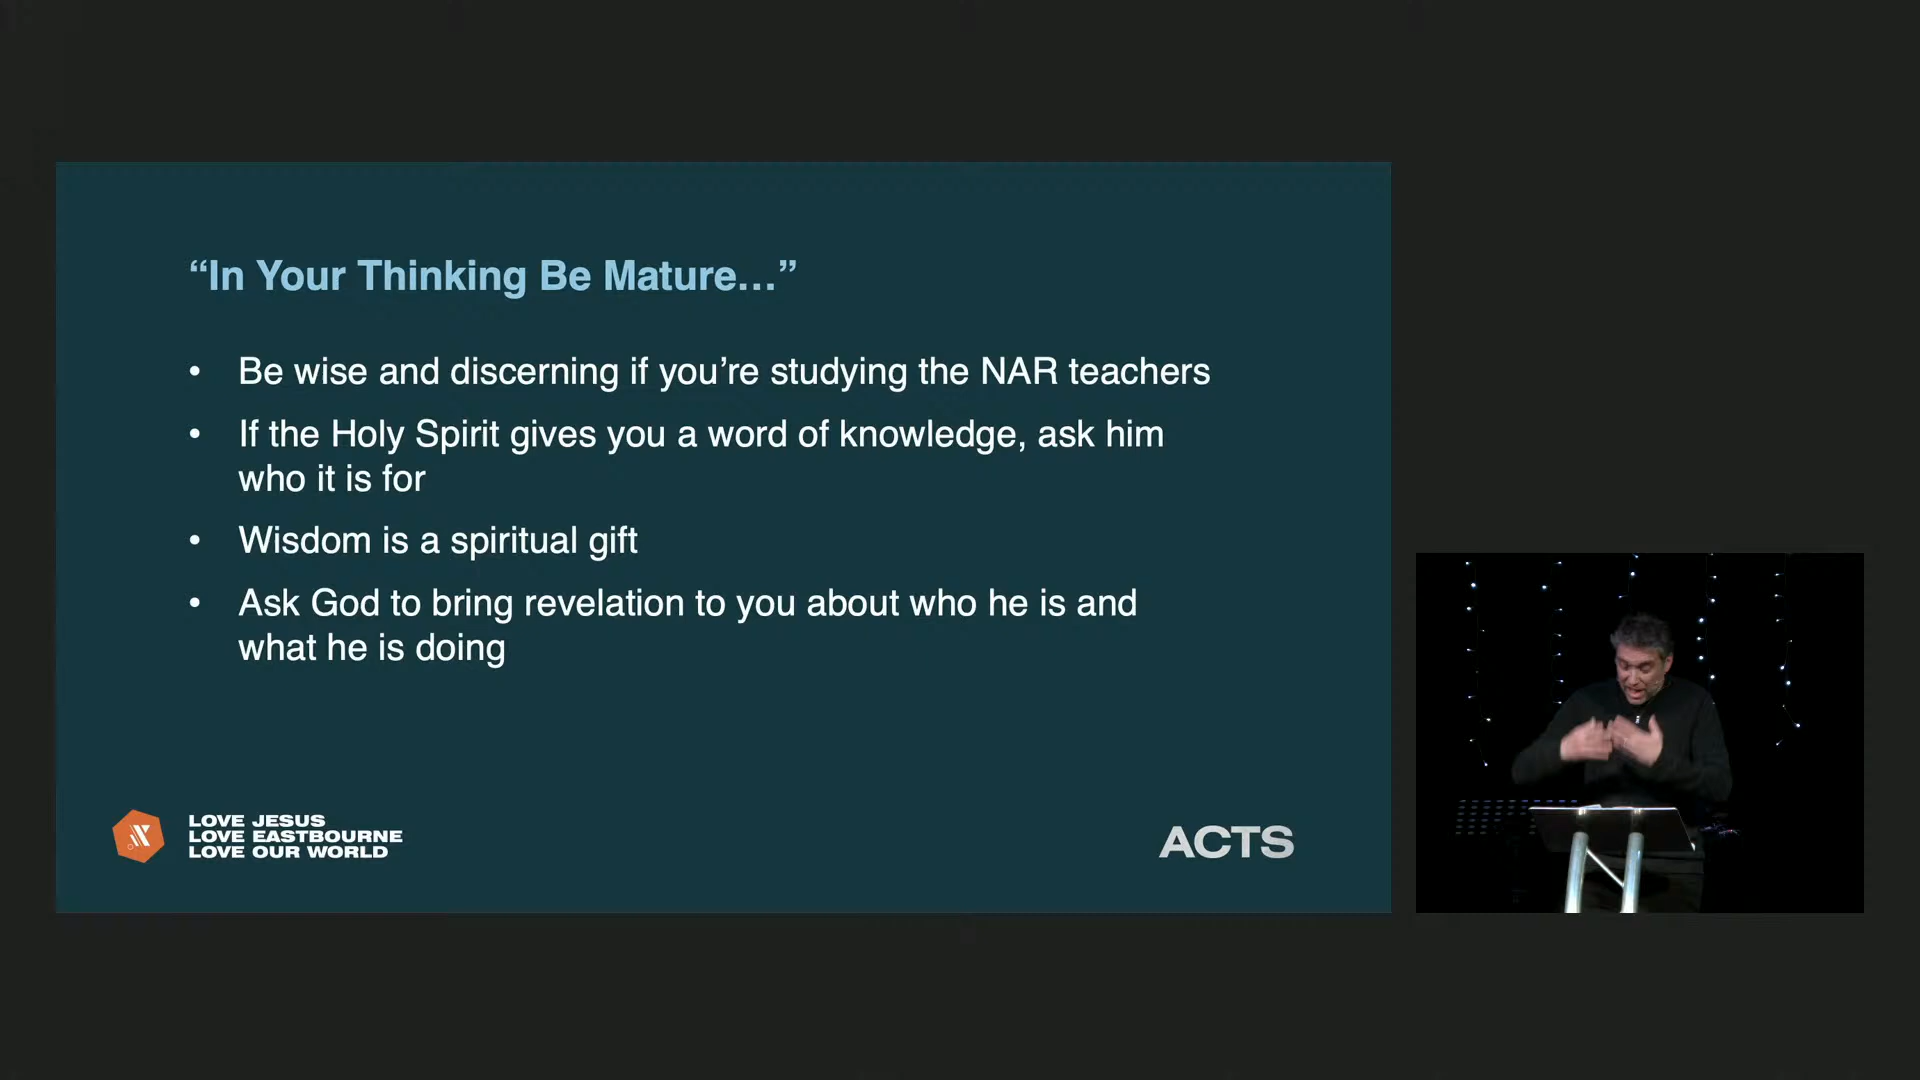 “In Your Thinking Be Mature…”
• Be wise and discerning if you’re studying the NAR teachers
• If the Holy Spirit gives you a word of knowledge, ask him
who it is for
• Wisdom is a spiritual gift
• Ask God to bring revelation to you about who he is and
what he is doing
LOVE JESUS
LOVE EASTBOURNE
LOVE OUR WORLD
ACTS